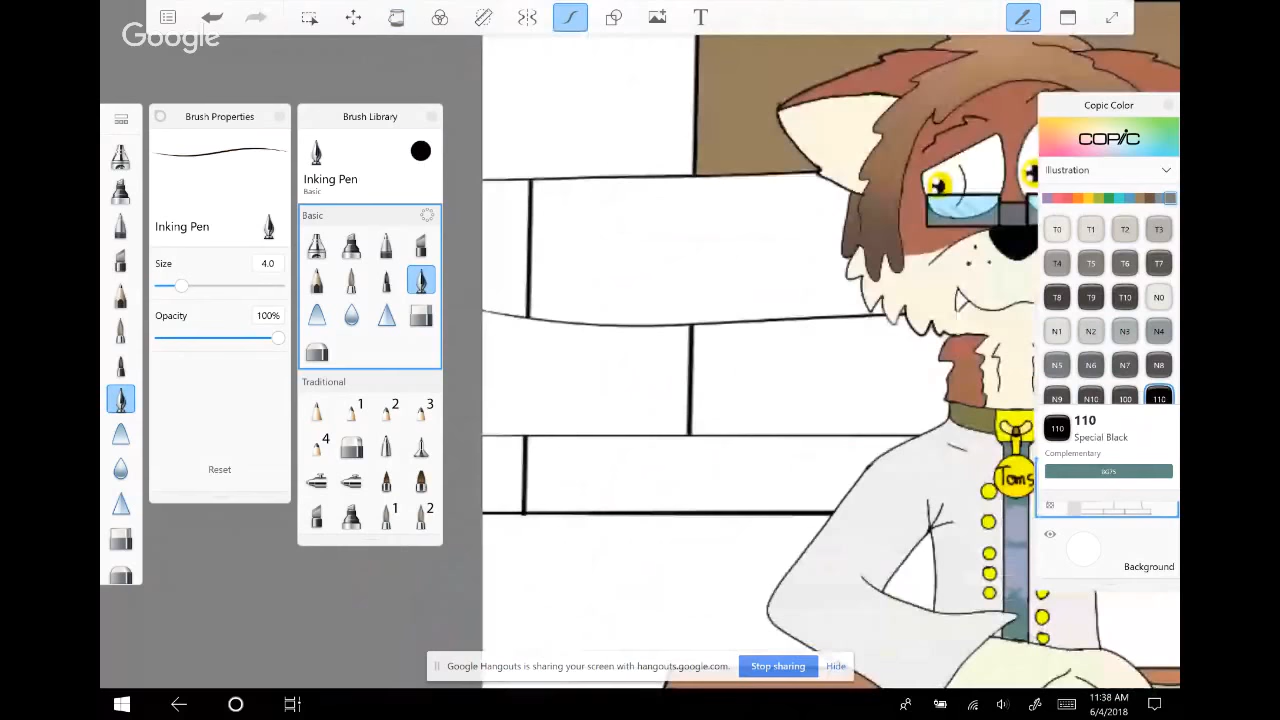 Google
Brush Properties
Inking Pen
Size
4.0
Opacity
100%
Reset
Brush Library
Inking Pen
Basic
Basic
Traditional
1
2
3
4
1
2
Toms
Copic Color
COPIC
Illustration
T0 T1 T2 T3
T4 T5 T6 T7
T8 T9 T10 N0
N1 N2 N3 N4
N5 N6 N7 N8
N9 N10 100 110
110
110
Special Black
Complementary
BG75
Background
Google Hangouts is sharing your screen with hangouts.google.com.
Stop sharing
Hide
11:38 AM
6/4/2018